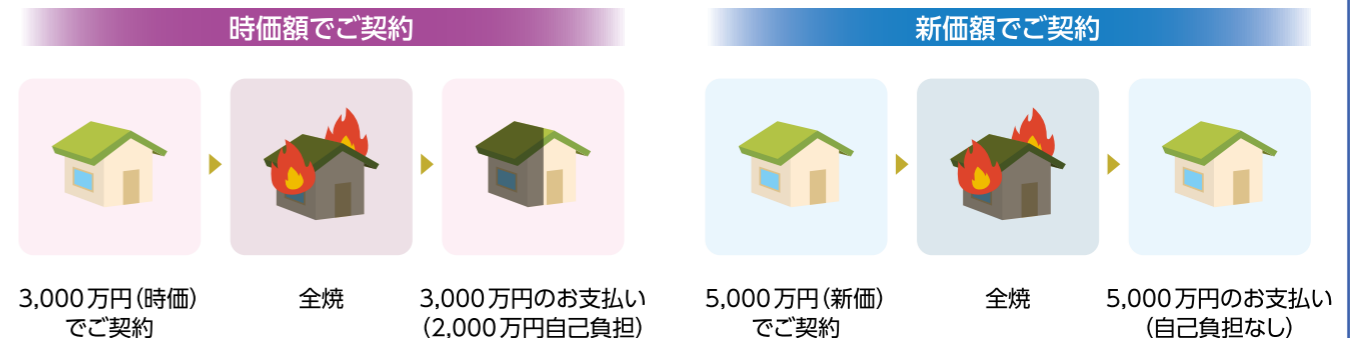 時価額でご契約
3,000万円(時価)
でご契約
全焼
3,000万円のお支払い
(2,000万円自己負担)
新価額でご契約
5,000万円(新価)
でご契約
全焼
5,000万円のお支払い
(自己負担なし)